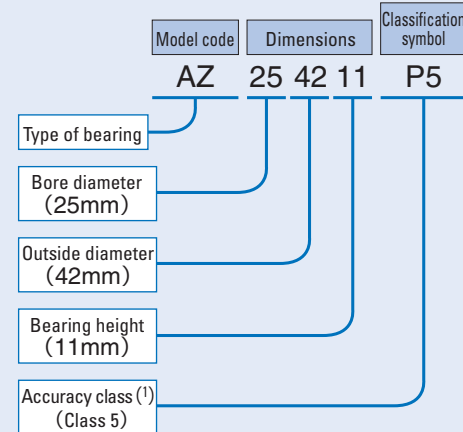 Model code
Dimensions
Classification
symbol
AZ 25 42 11 P5
Type of bearing
Bore diameter
(25mm)
Outside diameter
(42mm)
Bearing height
(11mm)
Accuracy class (1)
(Class 5)